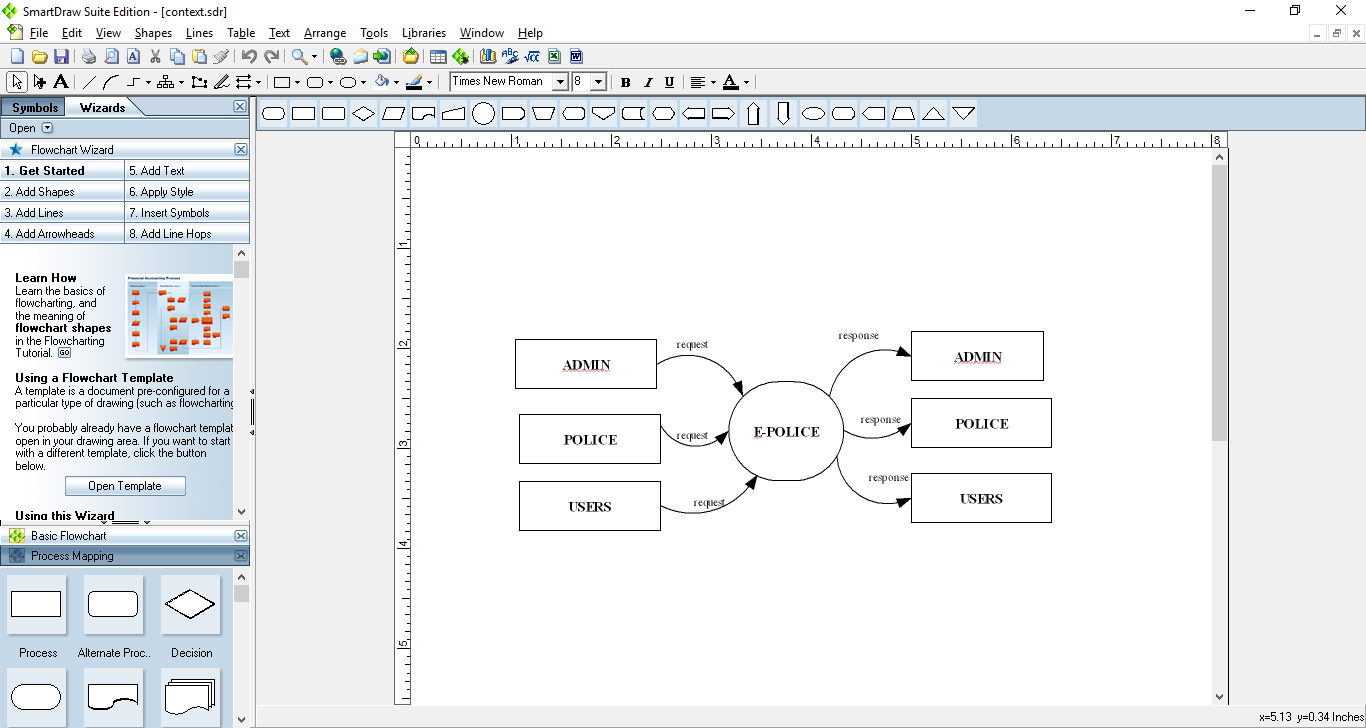 SmartDraw Suite Edition - [context.sdr]
File Edit View Shapes Lines Table Text Arrange Tools Libraries Window Help
Times New Roman 8 B I U A
Symbols Wizards
Open
Flowchart Wizard
1. Get Started 5. Add Text
2. Add Shapes 6. Apply Style
3. Add Lines 7. Insert Symbols
4. Add Arrowheads 8. Add Line Hops
Learn How
Learn the basics of
flowcharting, and
the meaning of
flowchart shapes
in the Flowcharting
Tutorial. GO
Financial Accounting Process
Using a Flowchart Template
A template is a document pre-configured for a
particular type of drawing (such as flowcharting
You probably already have a flowchart templat
open in your drawing area. If you want to start
with a different template, click the button
below.
Open Template
Using this Wizard
Basic Flowchart
Process Mapping
Process Alternate Proc.. Decision
0 1 2 3 4 5 6 7 8
1
2
3
4
5
ADMIN
request
POLICE
request
USERS
request
E-POLICE
response
ADMIN
response
POLICE
response
USERS
x=5.13 y=0.34 Inches